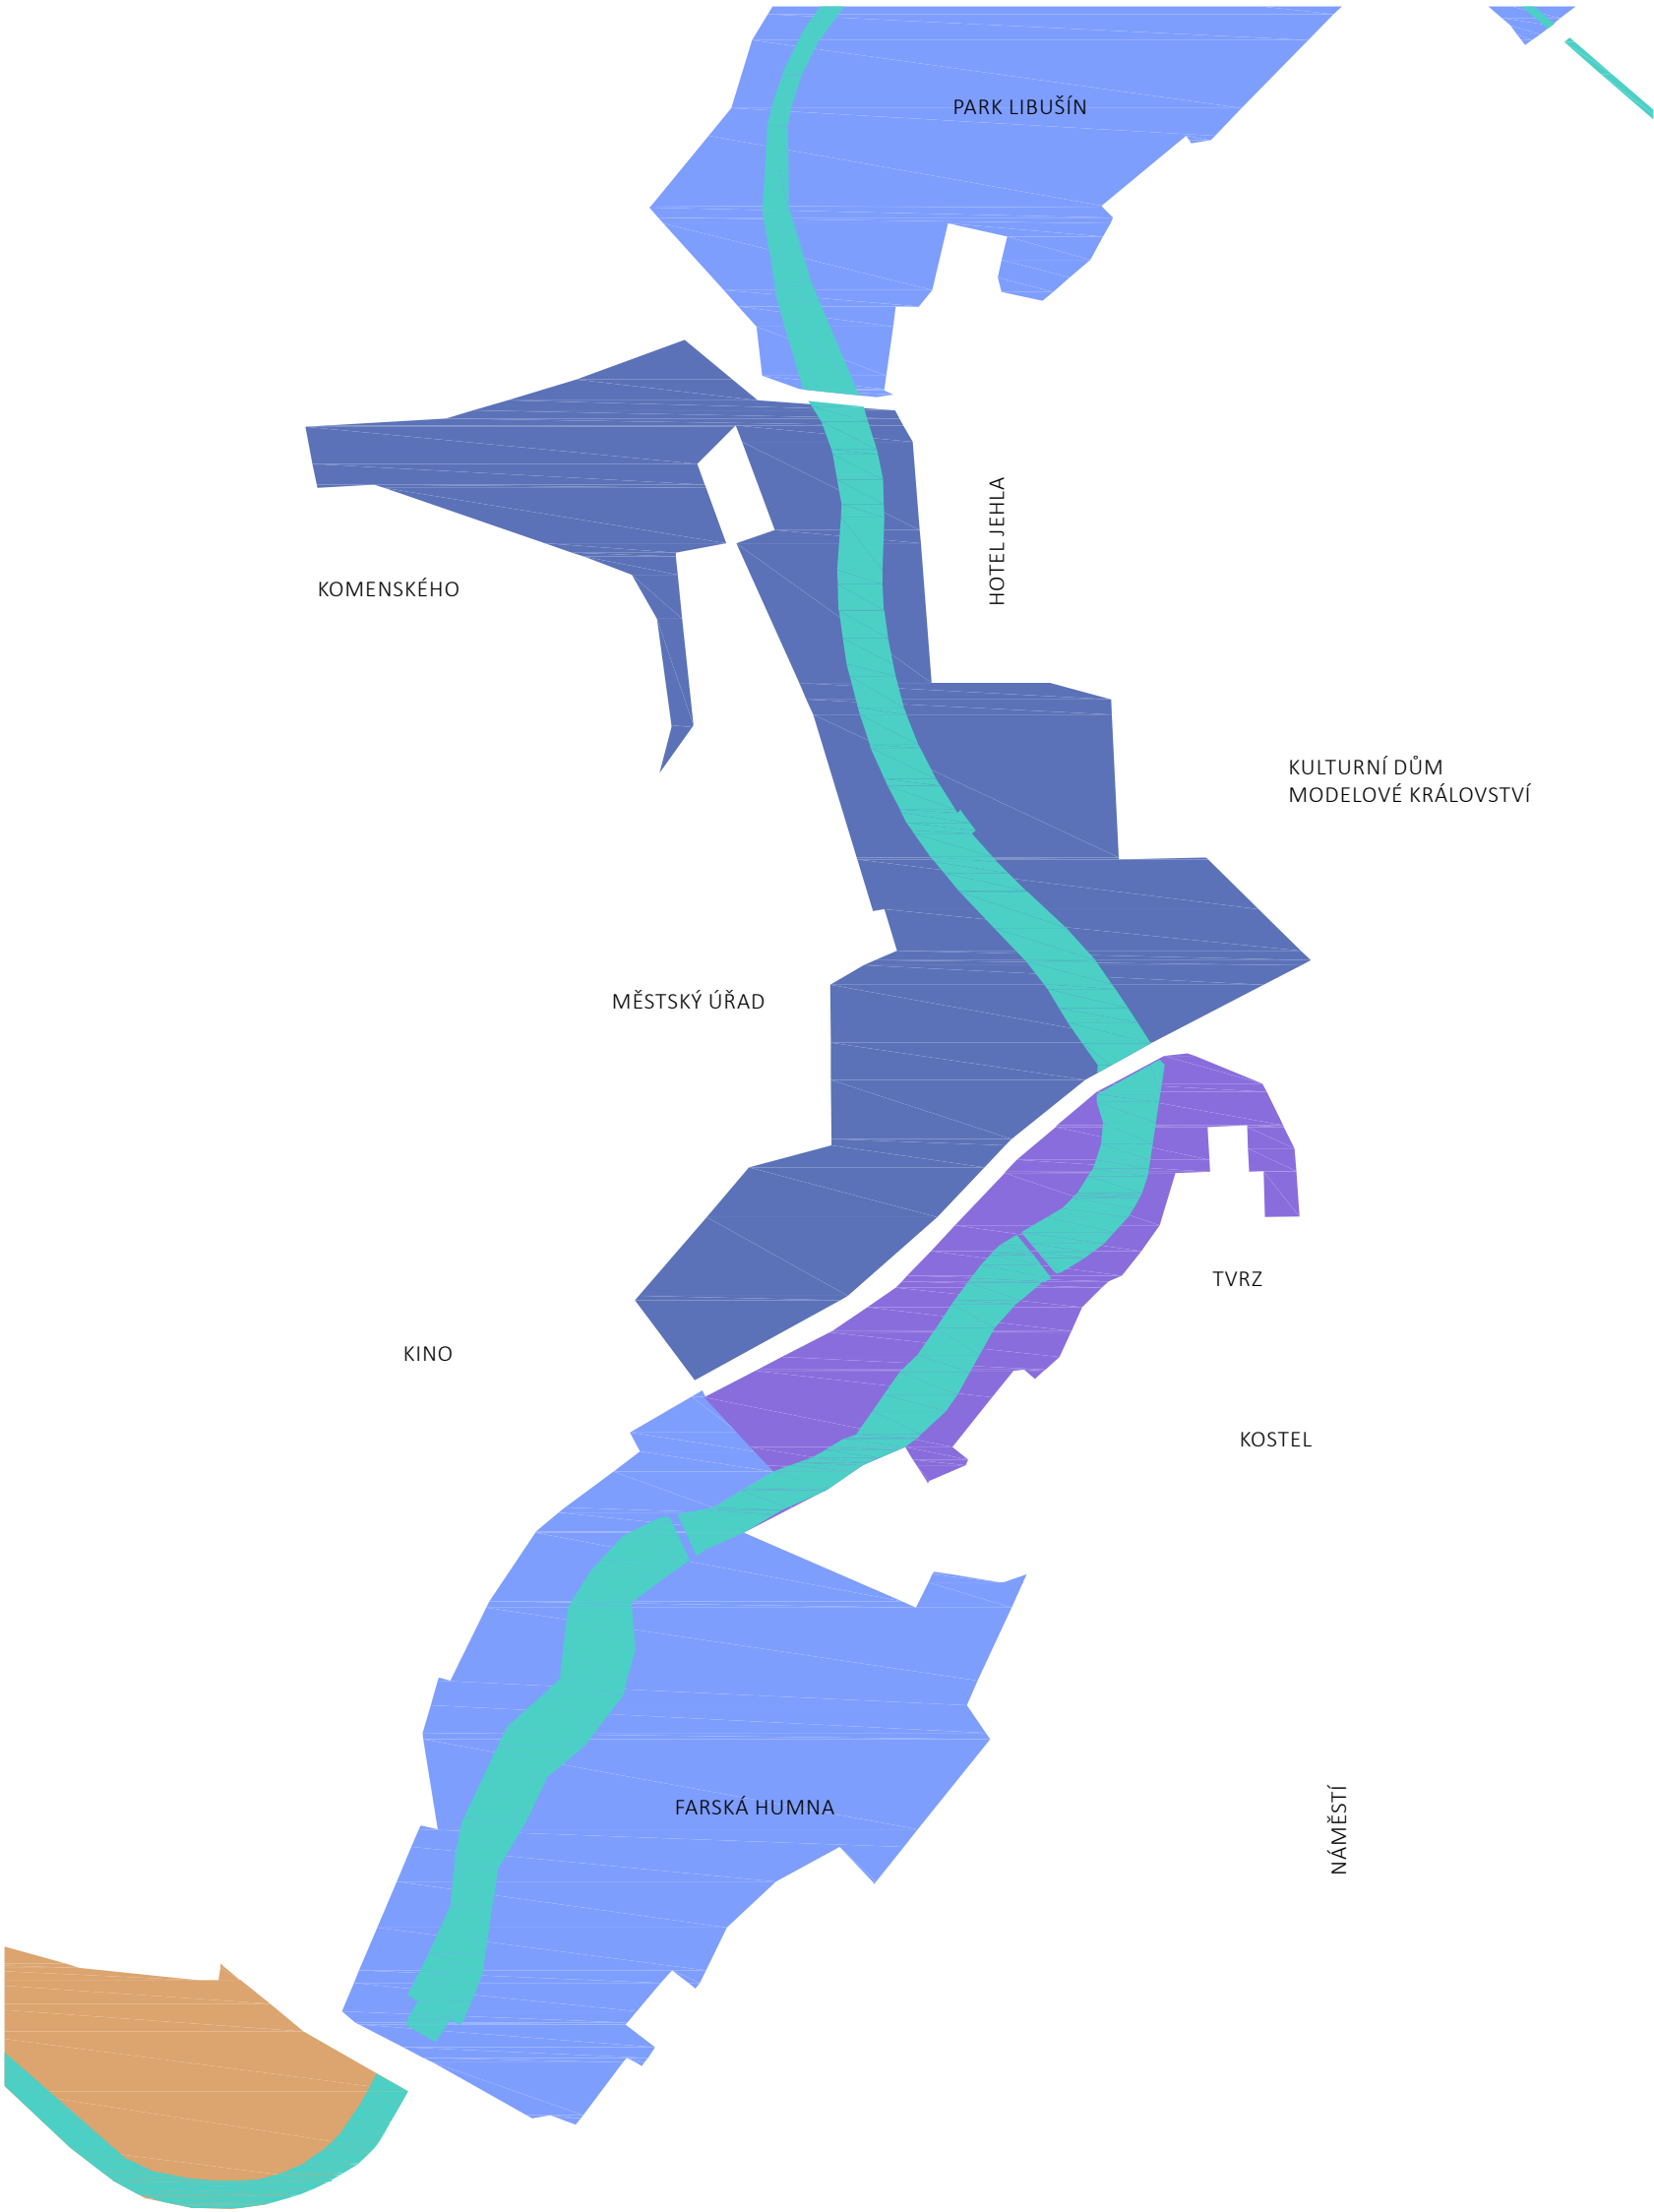 PARK LIBUŠÍN
HOTEL JEHLA
KOMENSKÉHO
KULTURNÍ DŮM
MODELOVÉ KRÁLOVSTVÍ
MĚSTSKÝ ÚŘAD
TVRZ
KINO
KOSTEL
FARSKÁ HUMNA
NÁMĚSTÍ